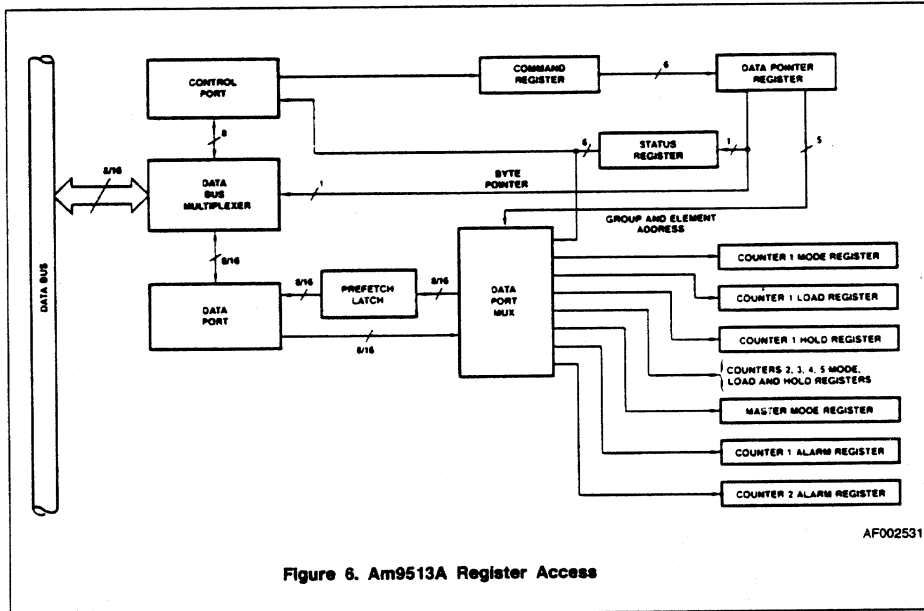 CONTROL
PORT
COMMAND
REGISTER
6
DATA POINTER
REGISTER
8
6
STATUS
REGISTER
1
5
8/16
DATA
BUS
MULTIPLEXER
1
BYTE
POINTER
GROUP AND ELEMENT
ADDRESS
DATA BUS
8/16
DATA
PORT
8/16
PREFETCH
LATCH
8/16
8/16
DATA
PORT
MUX
COUNTER 1 MODE REGISTER
COUNTER 1 LOAD REGISTER
COUNTER 1 HOLD REGISTER
COUNTERS 2, 3, 4, 5 MODE,
LOAD AND HOLD REGISTERS
MASTER MODE REGISTER
COUNTER 1 ALARM REGISTER
COUNTER 2 ALARM REGISTER
AF002531
Figure 6. Am9513A Register Access